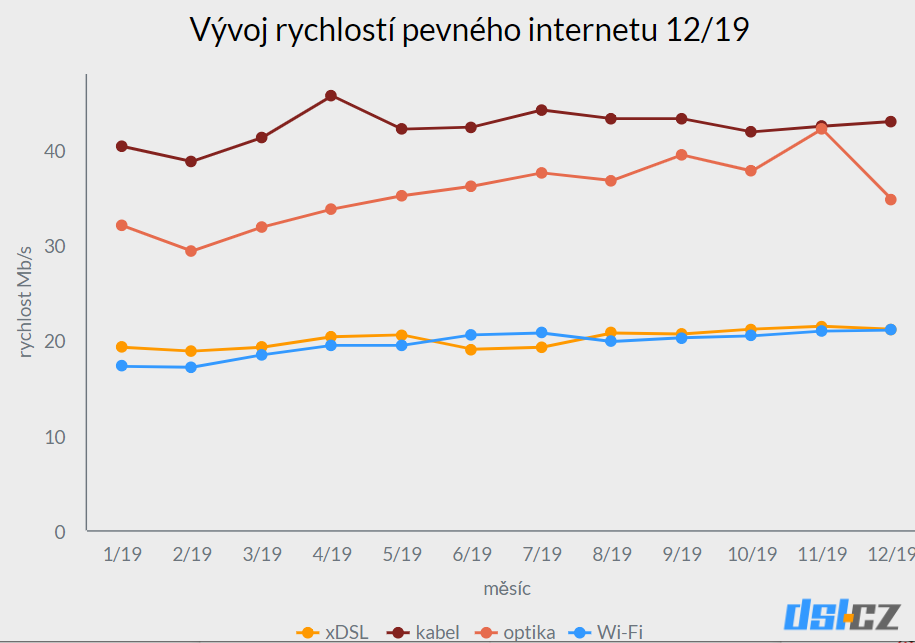 Vývoj rychlostí pevného internetu 12/19
rychlost Mb/s
40
30
20
10
0
1/19 2/19 3/19 4/19 5/19 6/19 7/19 8/19 9/19 10/19 11/19 12/19
měsíc
xDSL kabel optika Wi-Fi
dsl.cz